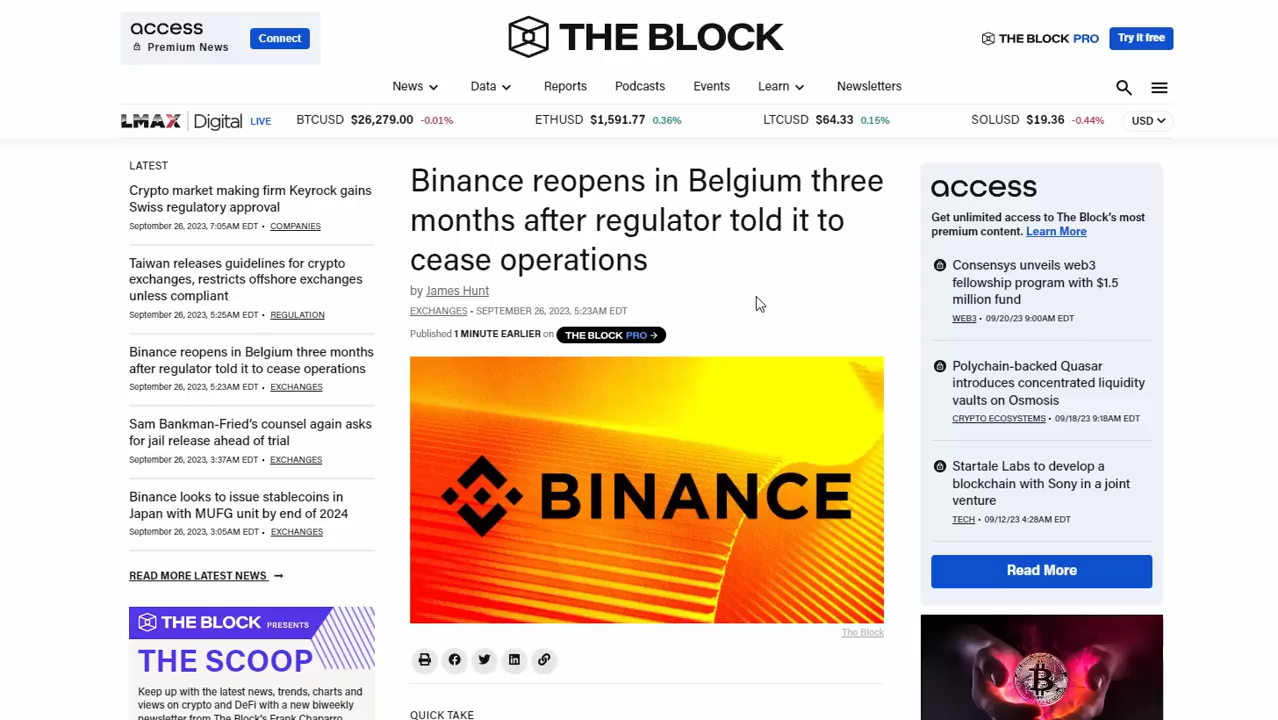 access
Premium News
Connect
THE BLOCK
THE BLOCK PRO
Try it free
News
Data
Reports
Podcasts
Events
Learn
Newsletters
LMAX Digital LIVE
BTCUSD $26,279.00 -0.01%
ETHUSD $1,591.77 0.36%
LTCUSD $64.33 0.15%
SOLUSD $19.36 -0.44%
USD
LATEST
Crypto market making firm Keyrock gains
Swiss regulatory approval
September 26, 2023, 7:05AM EDT • COMPANIES
Taiwan releases guidelines for crypto
exchanges, restricts offshore exchanges
unless compliant
September 26, 2023, 5:25AM EDT • REGULATION
Binance reopens in Belgium three months
after regulator told it to cease operations
September 26, 2023, 5:23AM EDT • EXCHANGES
Sam Bankman-Fried's counsel again asks
for jail release ahead of trial
September 26, 2023, 3:37AM EDT • EXCHANGES
Binance looks to issue stablecoins in
Japan with MUFG unit by end of 2024
September 26, 2023, 3:05AM EDT • EXCHANGES
READ MORE LATEST NEWS →
THE BLOCK PRESENTS
THE SCOOP
Keep up with the latest news, trends, charts and
views on crypto and DeFi with a new biweekly
newsletter from The Block's Frank Chaparro
Binance reopens in Belgium three
months after regulator told it to
cease operations
by James Hunt
EXCHANGES • SEPTEMBER 26, 2023, 5:23AM EDT
Published 1 MINUTE EARLIER on THE BLOCK PRO →
BINANCE
The Block
QUICK TAKE
access
Get unlimited access to The Block's most
premium content. Learn More
Consensys unveils web3
fellowship program with $1.5
million fund
WEB3 • 09/20/23 9:00AM EDT
Polychain-backed Quasar
introduces concentrated liquidity
vaults on Osmosis
CRYPTO ECOSYSTEMS • 09/18/23 9:18AM EDT
Startale Labs to develop a
blockchain with Sony in a joint
venture
TECH • 09/12/23 4:28AM EDT
Read More